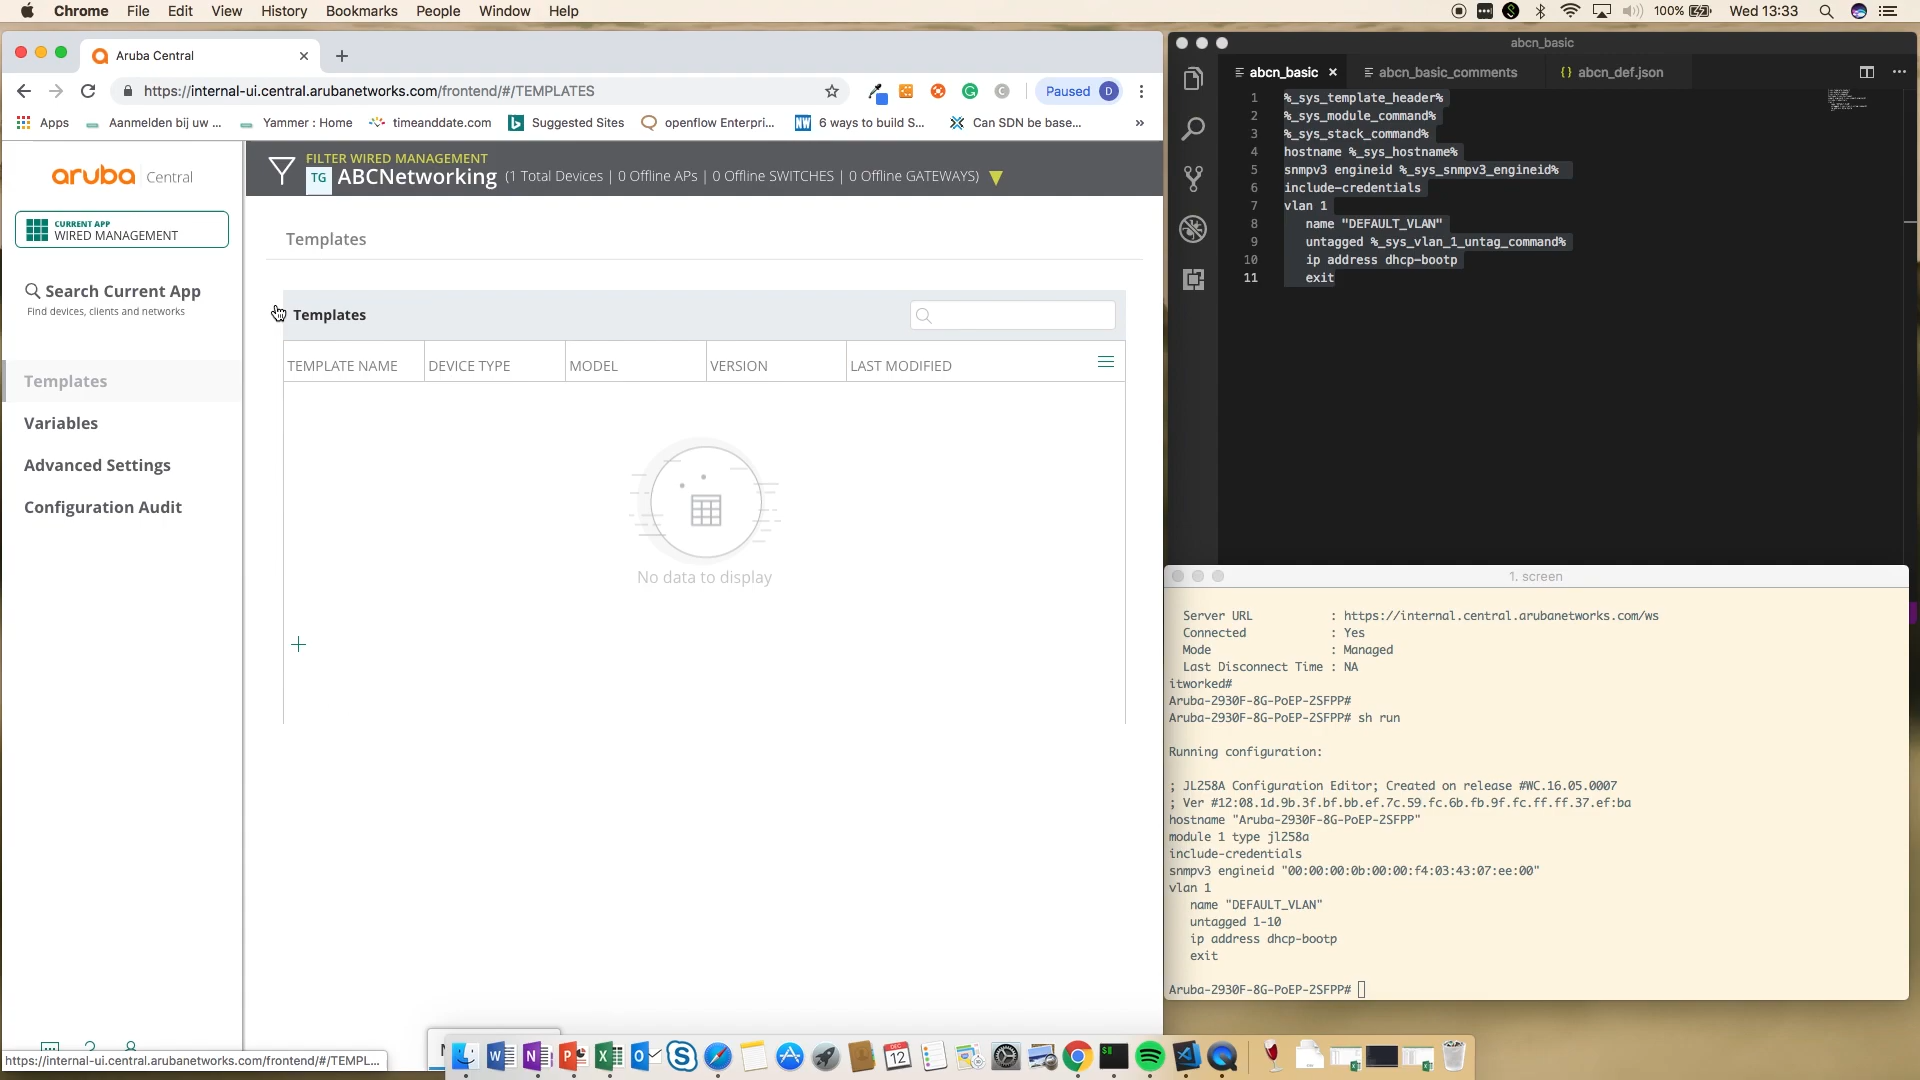 Chrome File Edit View History Bookmarks People Window Help
100% Wed 13:33
Aruba Central
https://internal-ui.central.arubanetworks.com/frontend/#/TEMPLATES
Paused D
Apps Aanmelden bij uw ... Yammer : Home timeanddate.com Suggested Sites openflow Enterpri... 6 ways to build S... Can SDN be base... »
aruba Central
CURRENT APP
WIRED MANAGEMENT
Search Current App
Find devices, clients and networks
Templates
Variables
Advanced Settings
Configuration Audit
FILTER WIRED MANAGEMENT
TG ABCNetworking (1 Total Devices | 0 Offline APs | 0 Offline SWITCHES | 0 Offline GATEWAYS)
Templates
Templates
TEMPLATE NAME DEVICE TYPE MODEL VERSION LAST MODIFIED
No data to display
+
https://internal-ui.central.arubanetworks.com/frontend/#/TEMPL...
abcn_basic
abcn_basic abcn_basic_comments {} abcn_def.json
1 %_sys_template_header%
2 %_sys_module_command%
3 %_sys_stack_command%
4 hostname %_sys_hostname%
5 snmpv3 engineid %_sys_snmpv3_engineid%
6 include-credentials
7 vlan 1
8 name "DEFAULT_VLAN"
9 untagged %_sys_vlan_1_untag_command%
10 ip address dhcp-bootp
11 exit
1. screen
Server URL : https://internal.central.arubanetworks.com/ws
Connected : Yes
Mode : Managed
Last Disconnect Time : NA
itworked#
Aruba-2930F-8G-PoEP-2SFPP#
Aruba-2930F-8G-PoEP-2SFPP# sh run
Running configuration:
; JL258A Configuration Editor; Created on release #WC.16.05.0007
; Ver #12:08.1d.9b.3f.bf.bb.ef.7c.59.fc.6b.fb.9f.fc.ff.ff.37.ef:ba
hostname "Aruba-2930F-8G-PoEP-2SFPP"
module 1 type jl258a
include-credentials
snmpv3 engineid "00:00:00:0b:00:00:f4:03:43:07:ee:00"
vlan 1
name "DEFAULT_VLAN"
untagged 1-10
ip address dhcp-bootp
exit
Aruba-2930F-8G-PoEP-2SFPP#
DEC
12